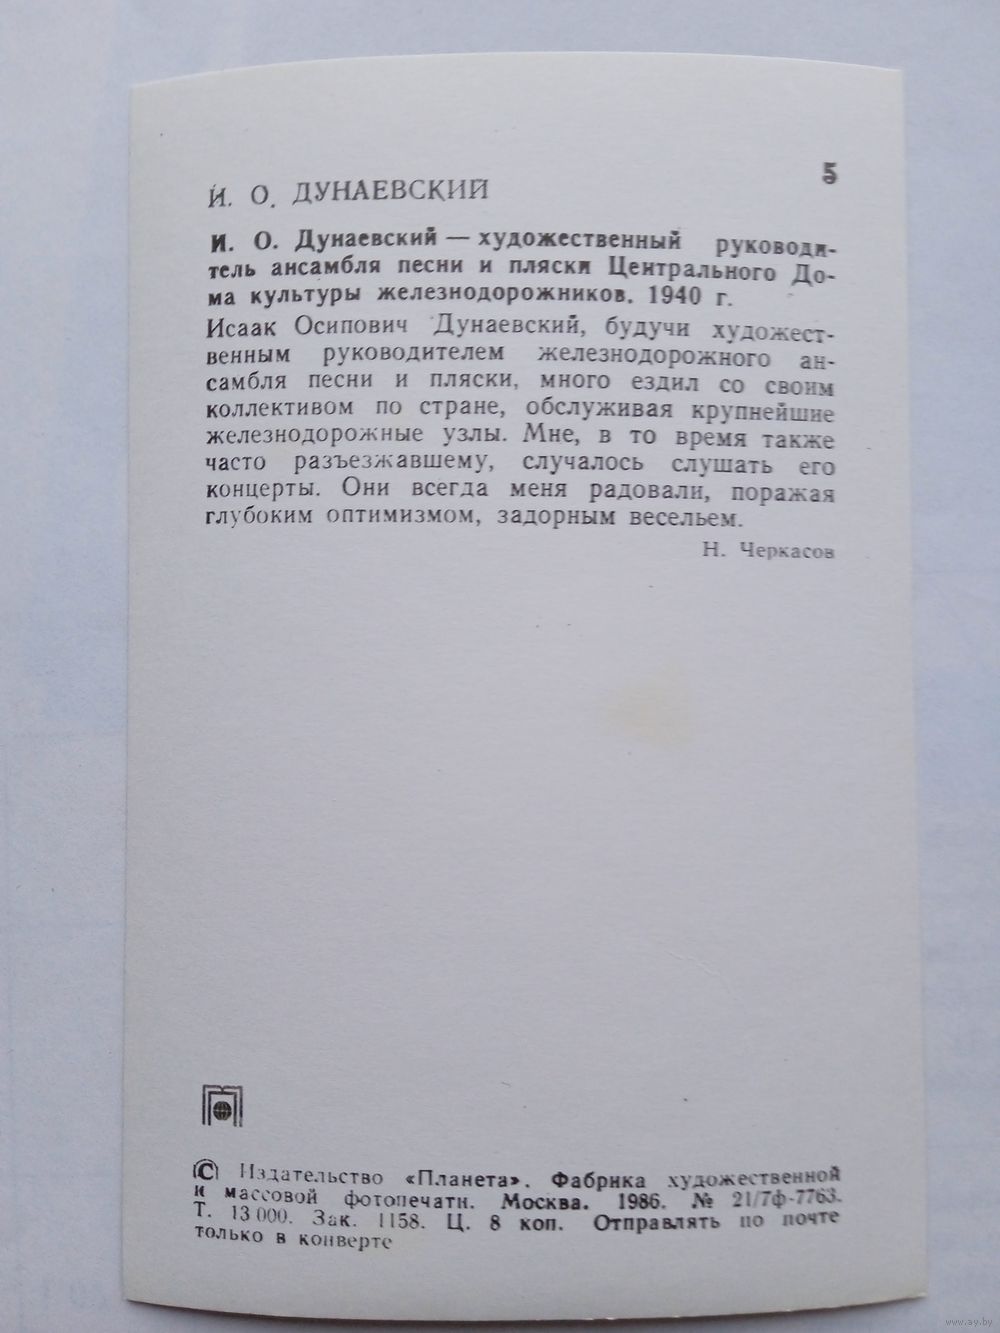 5
И. О. ДУНАЕВСКИЙ
И. О. Дунаевский — художественный руководи-
тель ансамбля песни и пляски Центрального До-
ма культуры железнодорожников. 1940 г.
Исаак Осипович Дунаевский, будучи художест-
венным руководителем железнодорожного ан-
самбля песни и пляски, много ездил со своим
коллективом по стране, обслуживая крупнейшие
железнодорожные узлы. Мне, в то время также
часто разъезжавшему, случалось слушать его
концерты. Они всегда меня радовали, поражая
глубоким оптимизмом, задорным весельем.
Н. Черкасов
© Издательство «Планета». Фабрика художественной
и массовой фотопечати. Москва. 1986. № 21/7ф-7763.
Т. 13 000. Зак. 1158. Ц. 8 коп. Отправлять по почте
только в конверте
www.ay.by